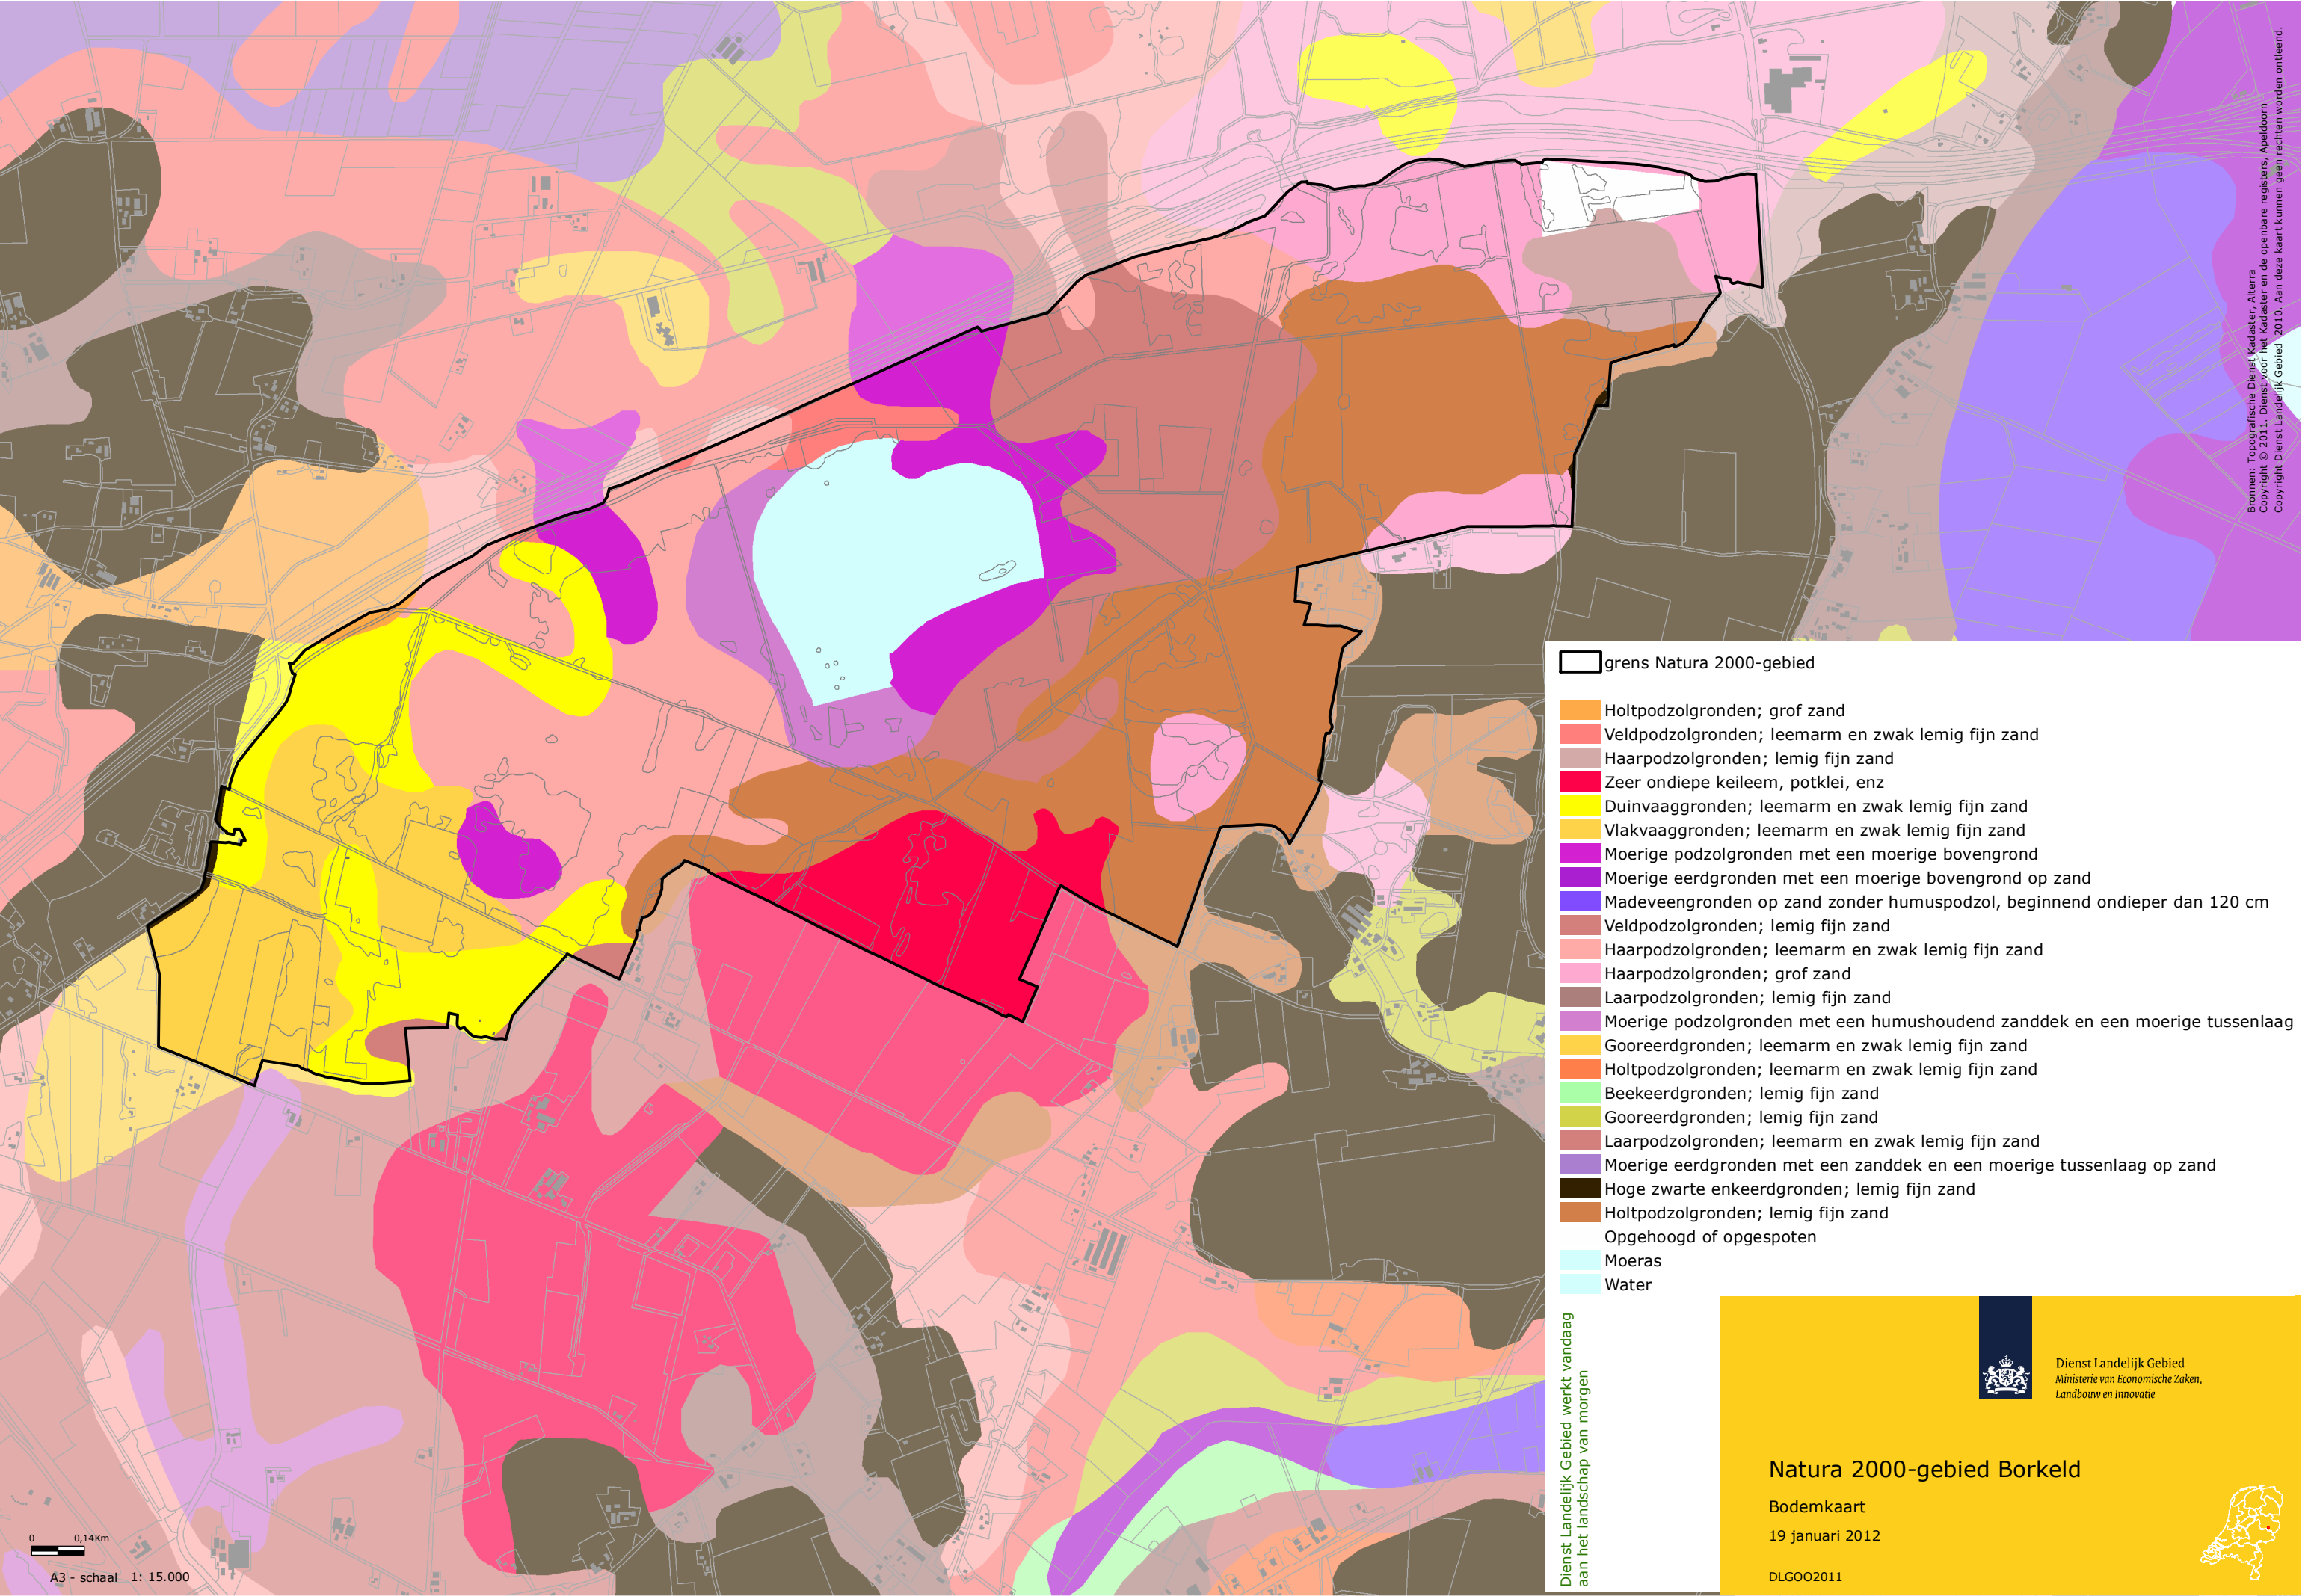 Bronnen: Topografische Dienst Kadaster, Alterra
Copyright © 2011. Dienst voor het Kadaster en de openbare registers, Apeldoorn
Copyright Dienst Landelijk Gebied 2010. Aan deze kaart kunnen geen rechten worden ontleend.
grens Natura 2000-gebied
Holtpodzolgronden; grof zand
Veldpodzolgronden; leemarm en zwak lemig fijn zand
Haarpodzolgronden; lemig fijn zand
Zeer ondiepe keileem, potklei, enz
Duinvaaggronden; leemarm en zwak lemig fijn zand
Vlakvaaggronden; leemarm en zwak lemig fijn zand
Moerige podzolgronden met een moerige bovengrond
Moerige eerdgronden met een moerige bovengrond op zand
Madeveengronden op zand zonder humuspodzol, beginnend ondieper dan 120 cm
Veldpodzolgronden; lemig fijn zand
Haarpodzolgronden; leemarm en zwak lemig fijn zand
Haarpodzolgronden; grof zand
Laarpodzolgronden; lemig fijn zand
Moerige podzolgronden met een humushoudend zanddek en een moerige tussenlaag
Gooreerdgronden; leemarm en zwak lemig fijn zand
Holtpodzolgronden; leemarm en zwak lemig fijn zand
Beekeerdgronden; lemig fijn zand
Gooreerdgronden; lemig fijn zand
Laarpodzolgronden; leemarm en zwak lemig fijn zand
Moerige eerdgronden met een zanddek en een moerige tussenlaag op zand
Hoge zwarte enkeerdgronden; lemig fijn zand
Holtpodzolgronden; lemig fijn zand
Opgehoogd of opgespoten
Moeras
Water
Dienst Landelijk Gebied werkt vandaag
aan het landschap van morgen
Dienst Landelijk Gebied
Ministerie van Economische Zaken,
Landbouw en Innovatie
Natura 2000-gebied Borkeld
Bodemkaart
19 januari 2012
DLGOO2011
0 0,14Km
A3 - schaal 1: 15.000